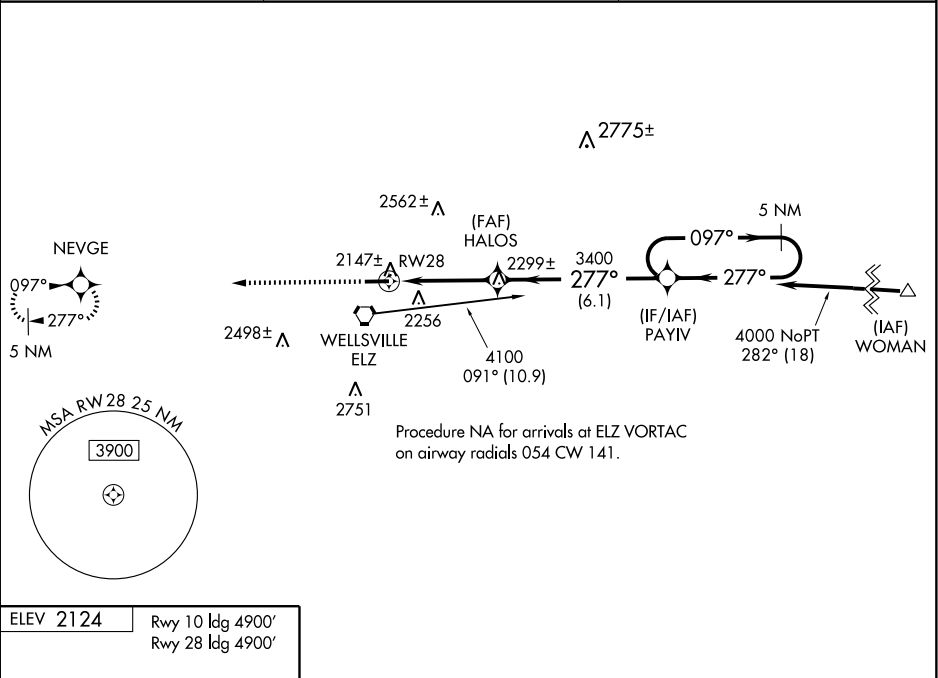 2775±
2562±
(FAF)
HALOS
5 NM
097°
NEVGE
2147±
RW28
2299±
3400
277°
(6.1)
277°
097°
277°
5 NM
2498±
WELLSVILLE
ELZ
2256
4100
091° (10.9)
(IF/IAF)
PAYIV
4000 NoPT
282° (18)
(IAF)
WOMAN
2751
Procedure NA for arrivals at ELZ VORTAC
on airway radials 054 CW 141.
MSA RW 28 25 NM
3900
ELEV 2124
Rwy 10 ldg 4900'
Rwy 28 ldg 4900'